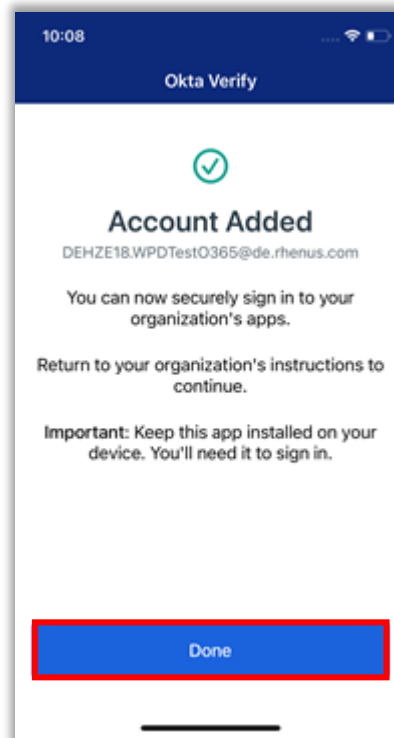 10:08
Okta Verify
Account Added
DEHZE18.WPDTestO365@de.rhenus.com
You can now securely sign in to your
organization's apps.
Return to your organization's instructions to
continue.
Important: Keep this app installed on your
device. You'll need it to sign in.
Done